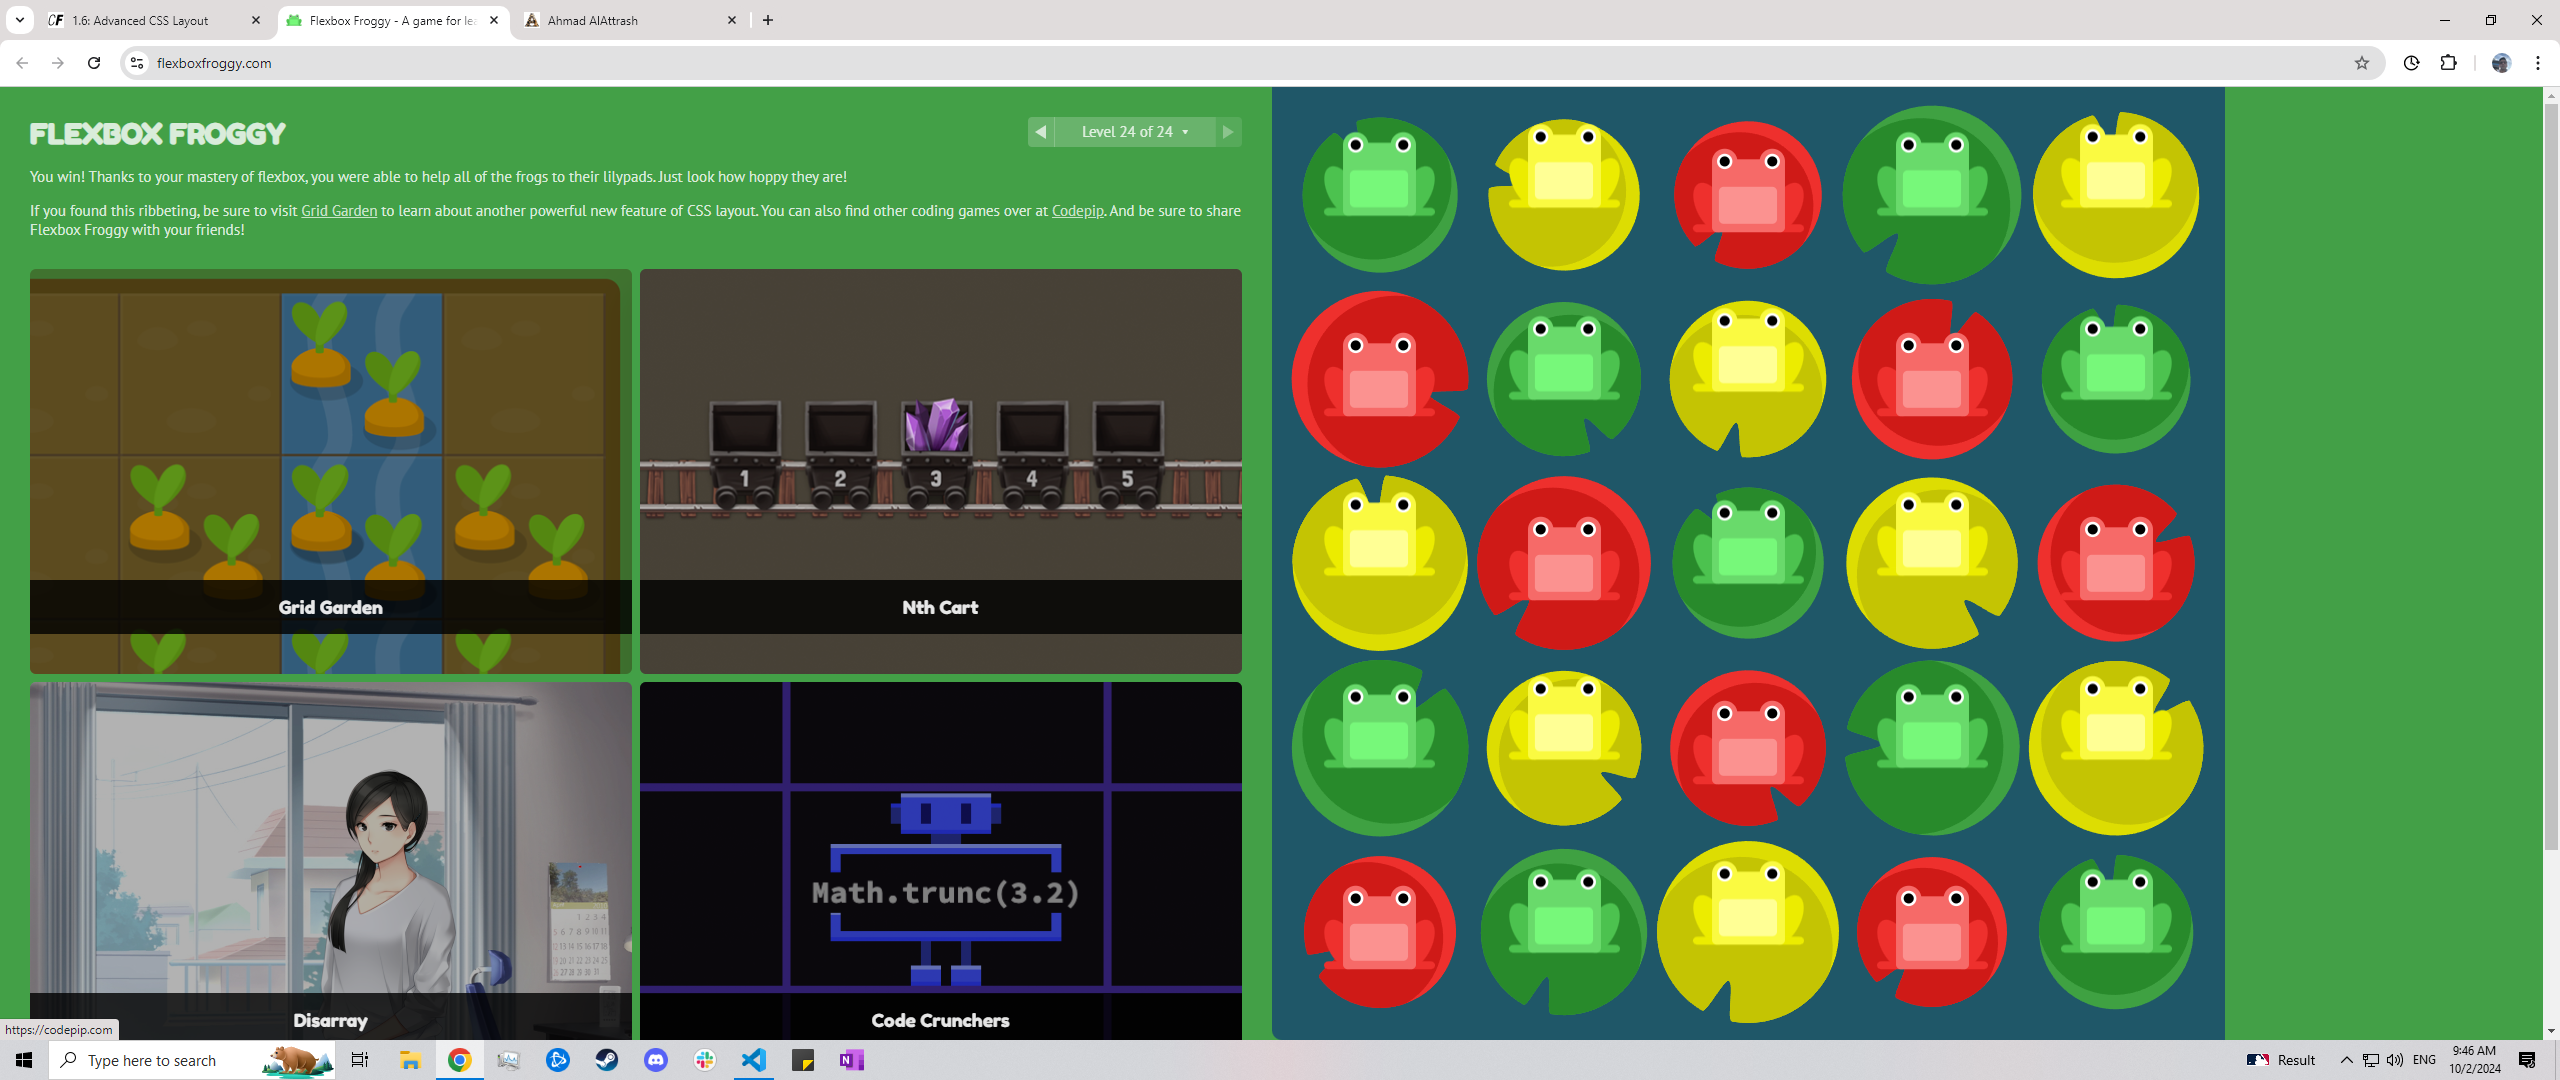 CF 1.6: Advanced CSS Layout
Flexbox Froggy - A game for lea
Ahmad AlAttrash
flexboxfroggy.com
FLEXBOX FROGGY
Level 24 of 24
You win! Thanks to your mastery of flexbox, you were able to help all of the frogs to their lilypads. Just look how hoppy they are!
If you found this ribbeting, be sure to visit Grid Garden to learn about another powerful new feature of CSS layout. You can also find other coding games over at Codepip. And be sure to share
Flexbox Froggy with your friends!
1 2 3 4 5
Grid Garden
Nth Cart
Math.trunc(3.2)
Disarray
Code Crunchers
https://codepip.com
Type here to search
Result
ENG
9:46 AM
10/2/2024